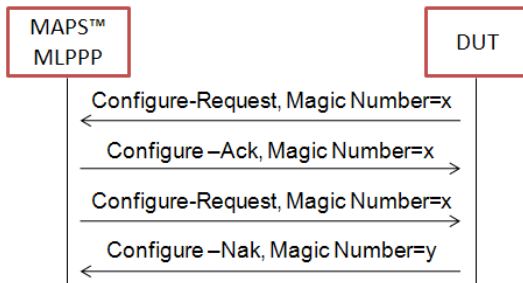 MAPS™
MLPPP
DUT
Configure-Request, Magic Number=x
Configure –Ack, Magic Number=x
Configure-Request, Magic Number=x
Configure –Nak, Magic Number=y